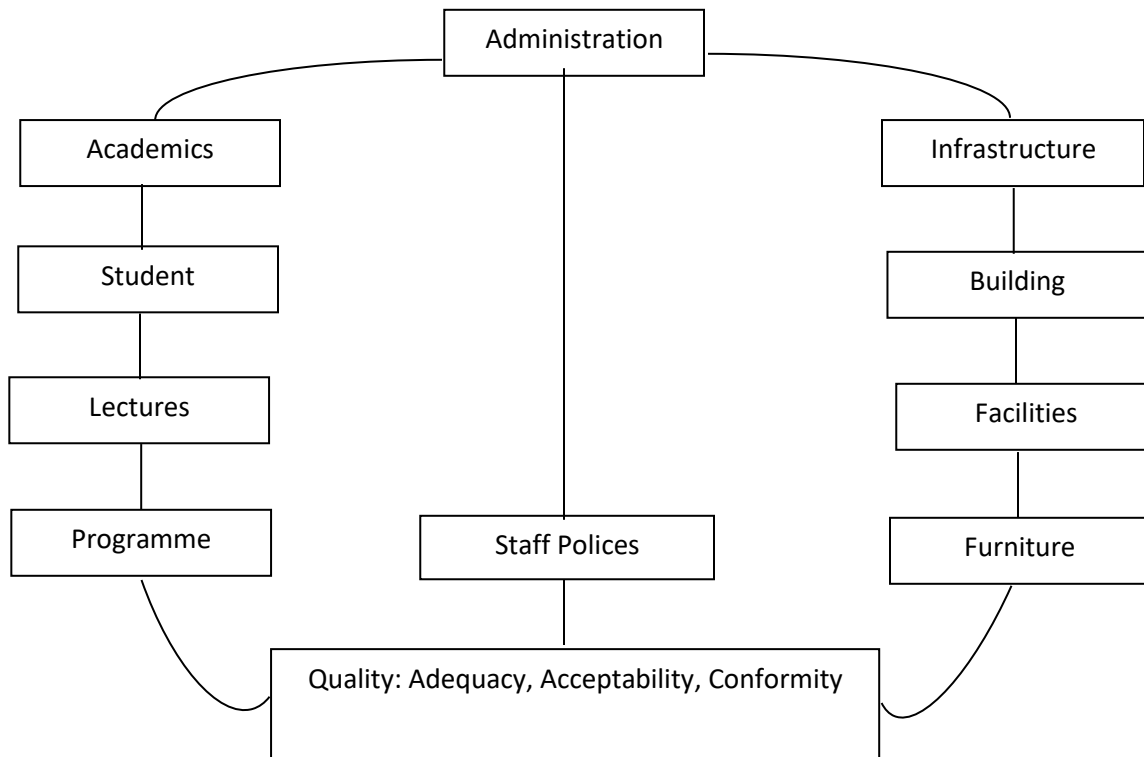 Administration
Academics
Infrastructure
Student
Building
Lectures
Facilities
Programme
Staff Polices
Furniture
Quality: Adequacy, Acceptability, Conformity